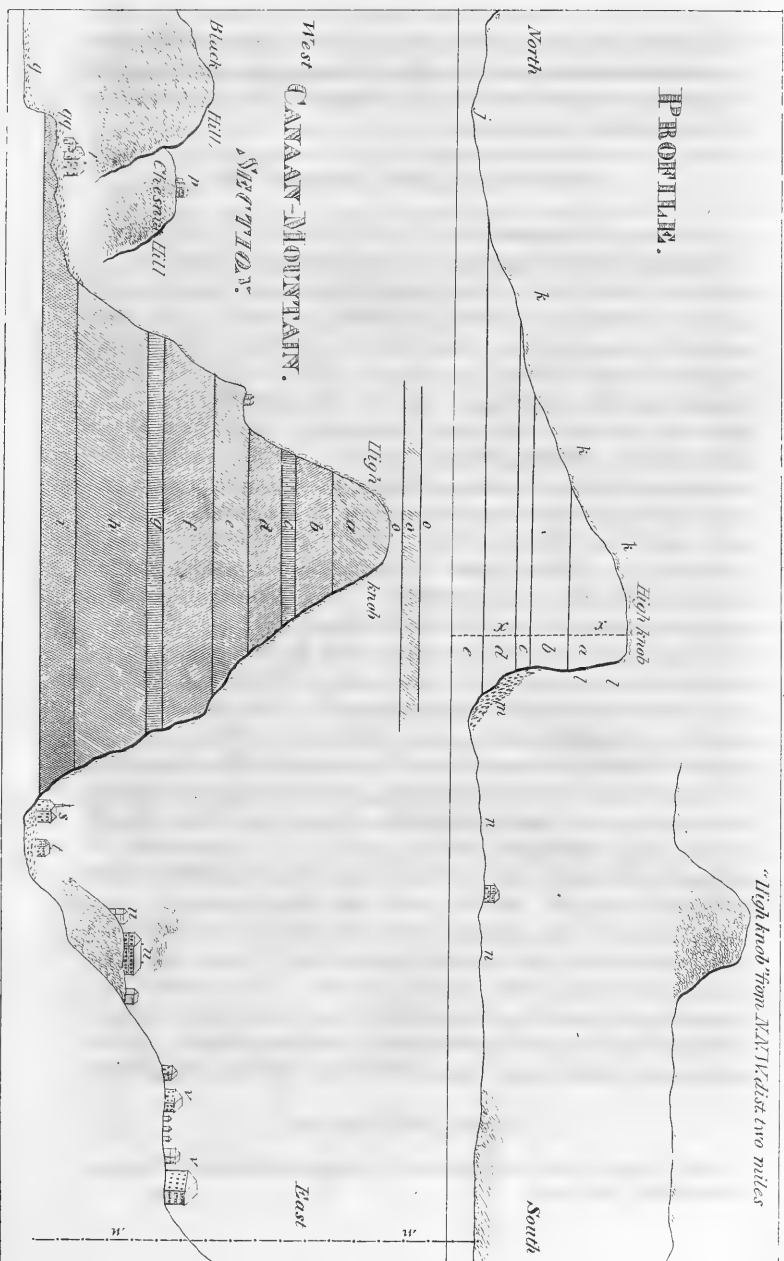 "High knob" from N.N.W. dist. two miles
PROFILE.
North
South
High knob
j
k
k
k
x
x
a
b
c
d
e
l
l
m
n
n
CANAAN-MOUNTAIN.
SECTION.
West
East
Black Hill.
Chesnut Hill
High knob
o
o
o
a
b
c
d
e
f
g
h
i
p
r
q
qq
s
t
u
u
v
v